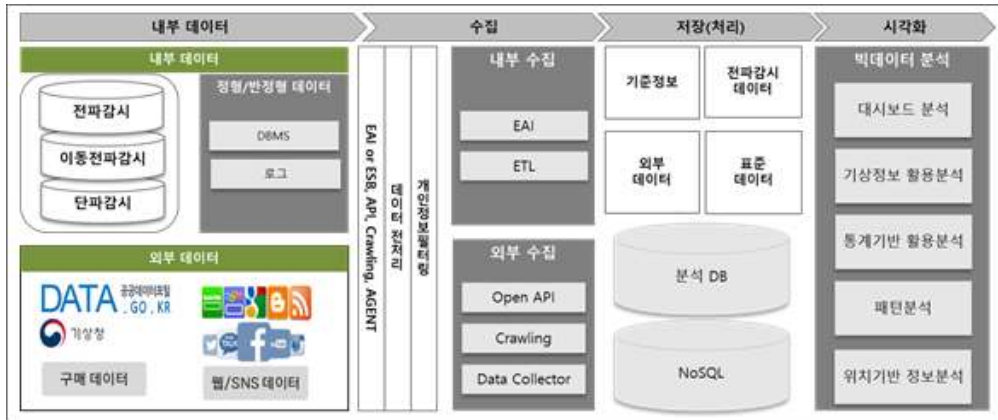 내부 데이터
수집
저장(처리)
시각화
내부 데이터
전파감시
이동전파감시
단파감시
정형/반정형 데이터
DBMS
로그
외부 데이터
DATA
공공데이터포털
.GO.KR
기상청
구매 데이터
웹/SNS 데이터
EAI or ESB, API, Crawling, AGENT
데이터 전처리
개인정보필터링
내부 수집
EAI
ETL
외부 수집
Open API
Crawling
Data Collector
기준정보
전파감시
데이터
외부
데이터
표준
데이터
분석 DB
NoSQL
빅데이터 분석
대시보드 분석
기상정보 활용분석
통계기반 활용분석
패턴분석
위치기반 정보분석